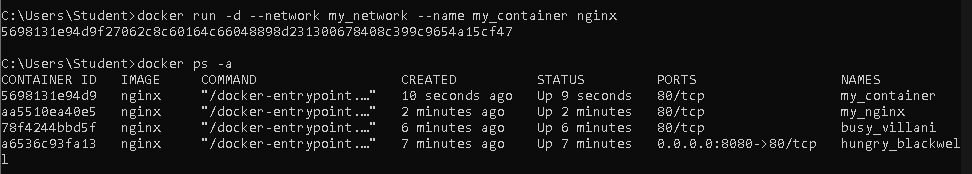 C:\Users\Student>docker run -d --network my_network --name my_container nginx
5698131e94d9f27062c8c60164c66048898d231300678408c399c9654a15cf47
C:\Users\Student>docker ps -a
CONTAINER ID   IMAGE     COMMAND                  CREATED          STATUS         PORTS                  NAMES
5698131e94d9   nginx     "/docker-entrypoint.…"   10 seconds ago   Up 9 seconds   80/tcp                 my_container
aa5510ea40e5   nginx     "/docker-entrypoint.…"   2 minutes ago    Up 2 minutes   80/tcp                 my_nginx
78f4244bbd5f   nginx     "/docker-entrypoint.…"   6 minutes ago    Up 6 minutes   80/tcp                 busy_villani
a6536c93fa13   nginx     "/docker-entrypoint.…"   7 minutes ago    Up 7 minutes   0.0.0.0:8080->80/tcp   hungry_blackwel
l